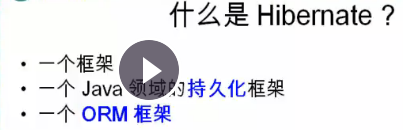 什么是 Hibernate ?
• 一个框架
• 一个 Java 领域的持久化框架
• 一个 ORM 框架